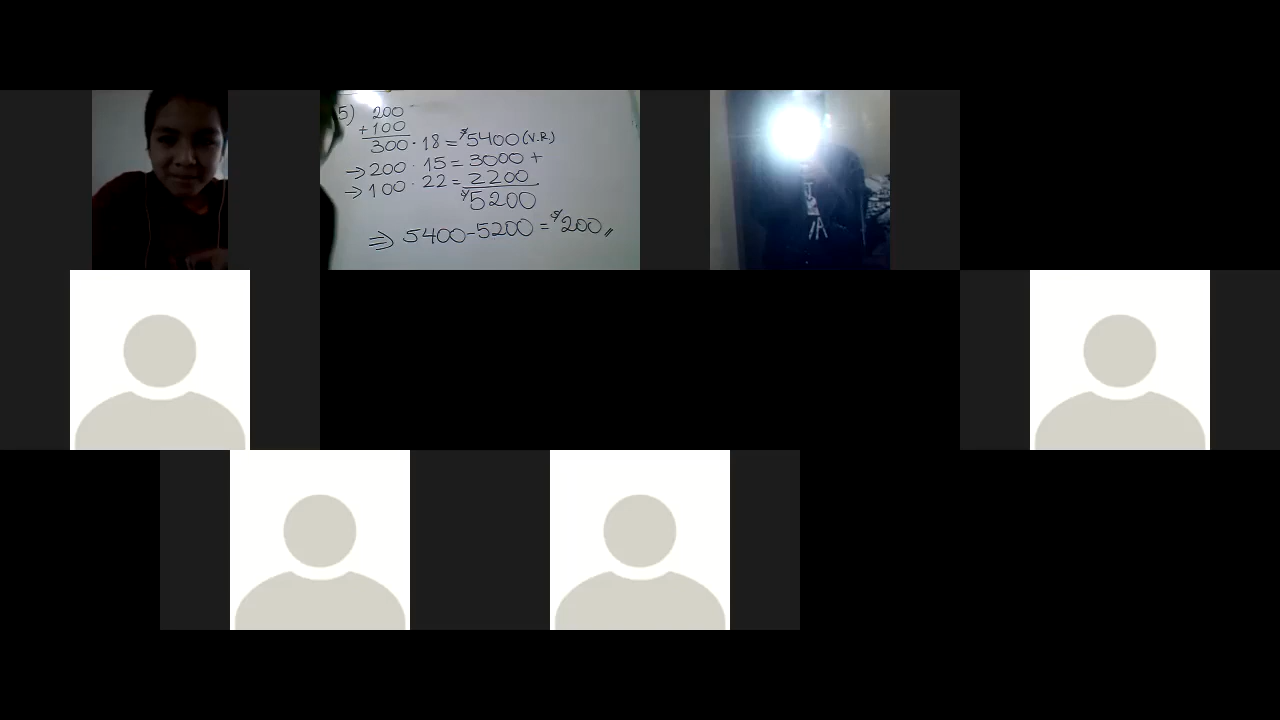 5) 200
+100
300 · 18 = $5400 (V.R)
→ 200 · 15 = 3000 +
→ 100 · 22 = 2200
$5200
⇒ 5400-5200 = $200,,